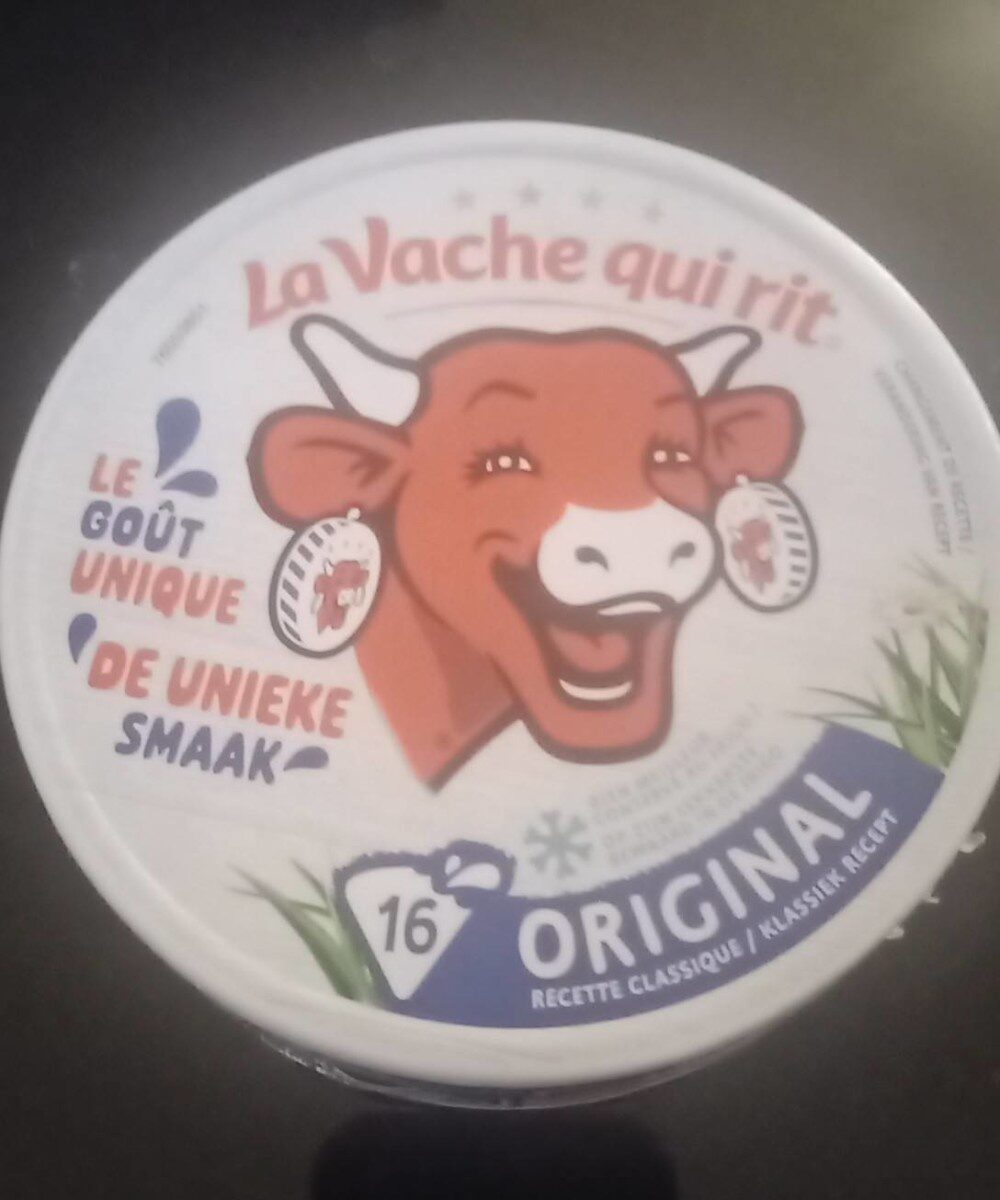 La Vache qui rit
LE
GOÛT
UNIQUE
DE UNIEKE
SMAAK
16
ORIGINAL
RECETTE CLASSIQUE / KLASSIEK RECEPT